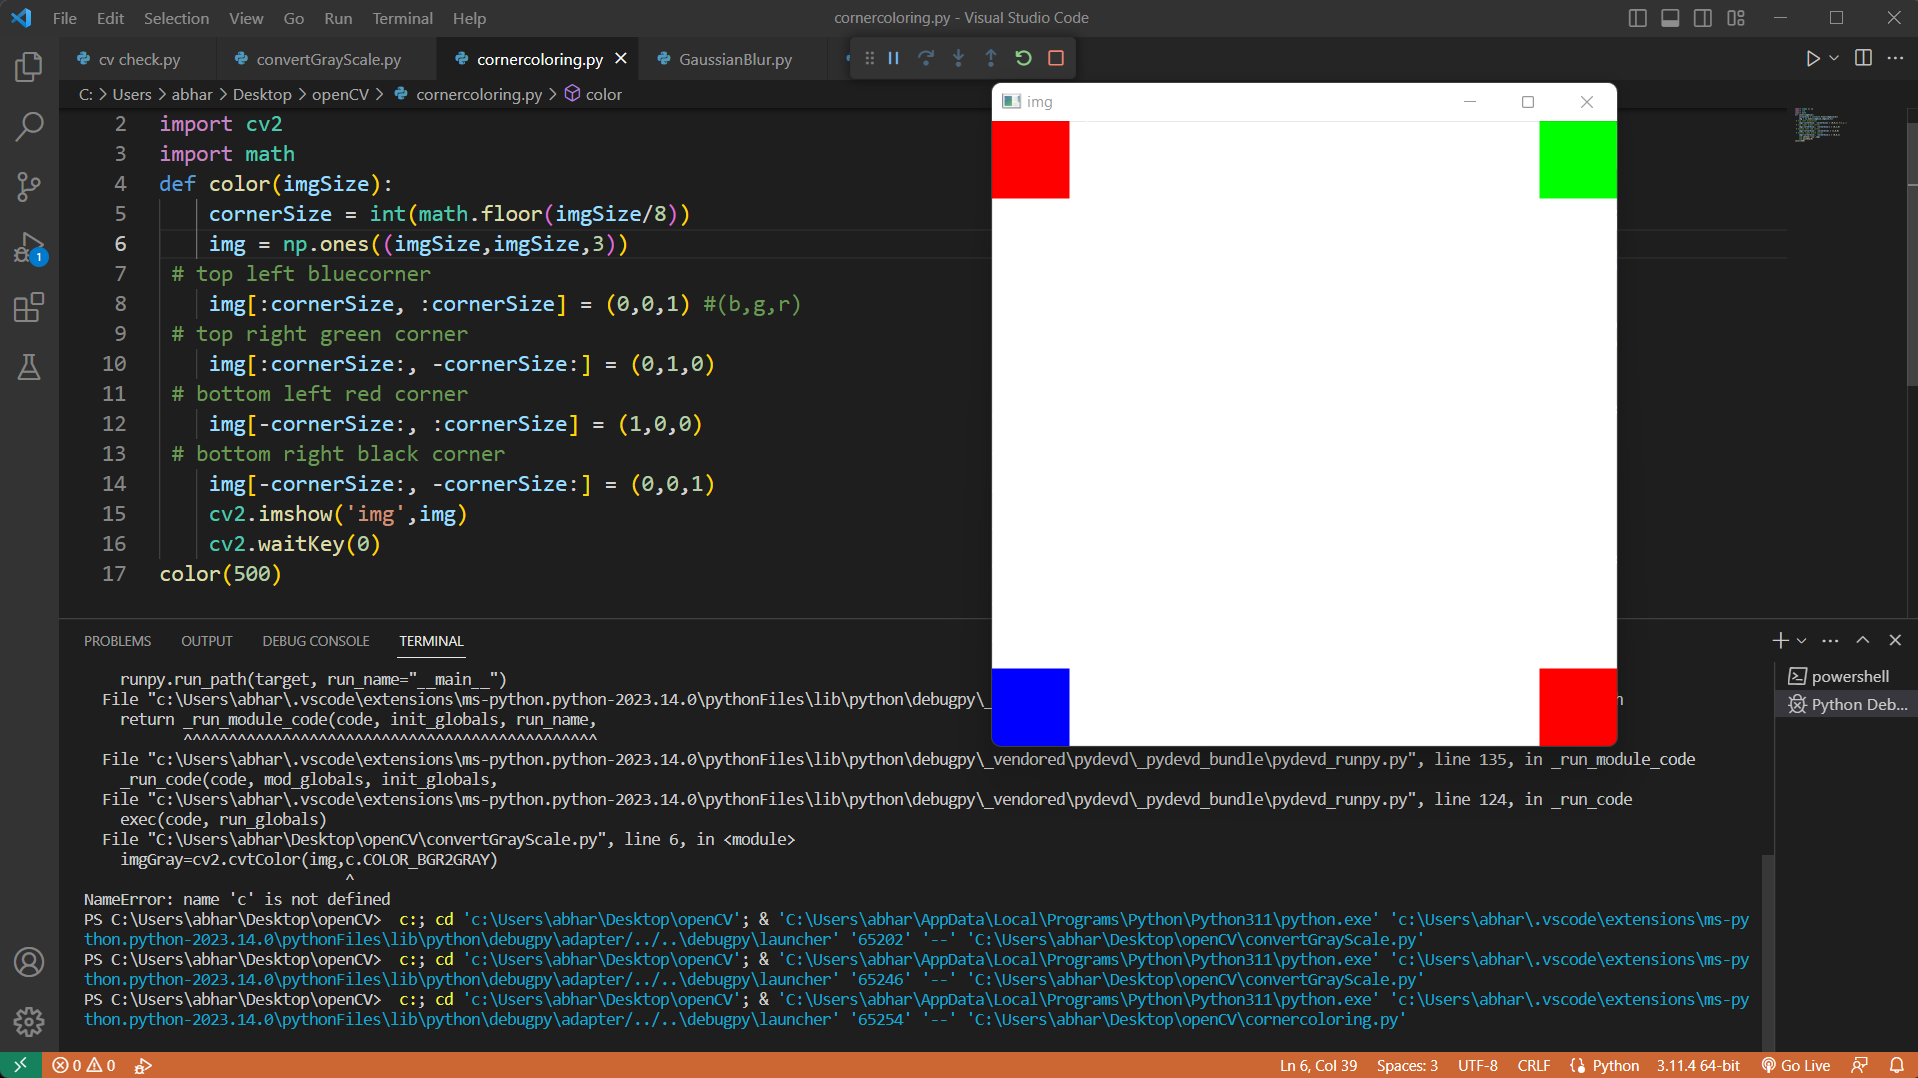 File Edit Selection View Go Run Terminal Help
cornercoloring.py - Visual Studio Code
cv check.py
convertGrayScale.py
cornercoloring.py
GaussianBlur.py
C: > Users > abhar > Desktop > openCV > cornercoloring.py > color
img
2 import cv2
3 import math
4 def color(imgSize):
5 cornerSize = int(math.floor(imgSize/8))
6 img = np.ones((imgSize,imgSize,3))
7 # top left bluecorner
8 img[:cornerSize, :cornerSize] = (0,0,1) #(b,g,r)
9 # top right green corner
10 img[:cornerSize:, -cornerSize:] = (0,1,0)
11 # bottom left red corner
12 img[-cornerSize:, :cornerSize] = (1,0,0)
13 # bottom right black corner
14 img[-cornerSize:, -cornerSize:] = (0,0,1)
15 cv2.imshow('img',img)
16 cv2.waitKey(0)
17 color(500)
1
PROBLEMS OUTPUT DEBUG CONSOLE TERMINAL
powershell
Python Deb...
runpy.run_path(target, run_name="__main__")
File "c:\Users\abhar\.vscode\extensions\ms-python.python-2023.14.0\pythonFiles\lib\python\debugpy\_
return _run_module_code(code, init_globals, run_name,
^^^^^^^^^^^^^^^^^^^^^^^^^^^^^^^^^^^^^^^^^^^^^^
File "c:\Users\abhar\.vscode\extensions\ms-python.python-2023.14.0\pythonFiles\lib\python\debugpy\_vendored\pydevd\_pydevd_bundle\pydevd_runpy.py", line 135, in _run_module_code
_run_code(code, mod_globals, init_globals,
File "c:\Users\abhar\.vscode\extensions\ms-python.python-2023.14.0\pythonFiles\lib\python\debugpy\_vendored\pydevd\_pydevd_bundle\pydevd_runpy.py", line 124, in _run_code
exec(code, run_globals)
File "C:\Users\abhar\Desktop\openCV\convertGrayScale.py", line 6, in <module>
imgGray=cv2.cvtColor(img,c.COLOR_BGR2GRAY)
^
NameError: name 'c' is not defined
PS C:\Users\abhar\Desktop\openCV> c:; cd 'c:\Users\abhar\Desktop\openCV'; & 'C:\Users\abhar\AppData\Local\Programs\Python\Python311\python.exe' 'c:\Users\abhar\.vscode\extensions\ms-py
thon.python-2023.14.0\pythonFiles\lib\python\debugpy\adapter/../..\debugpy\launcher' '65202' '--' 'C:\Users\abhar\Desktop\openCV\convertGrayScale.py'
PS C:\Users\abhar\Desktop\openCV> c:; cd 'c:\Users\abhar\Desktop\openCV'; & 'C:\Users\abhar\AppData\Local\Programs\Python\Python311\python.exe' 'c:\Users\abhar\.vscode\extensions\ms-py
thon.python-2023.14.0\pythonFiles\lib\python\debugpy\adapter/../..\debugpy\launcher' '65246' '--' 'C:\Users\abhar\Desktop\openCV\convertGrayScale.py'
PS C:\Users\abhar\Desktop\openCV> c:; cd 'c:\Users\abhar\Desktop\openCV'; & 'C:\Users\abhar\AppData\Local\Programs\Python\Python311\python.exe' 'c:\Users\abhar\.vscode\extensions\ms-py
thon.python-2023.14.0\pythonFiles\lib\python\debugpy\adapter/../..\debugpy\launcher' '65254' '--' 'C:\Users\abhar\Desktop\openCV\cornercoloring.py'
0 0
Ln 6, Col 39 Spaces: 3 UTF-8 CRLF Python 3.11.4 64-bit Go Live